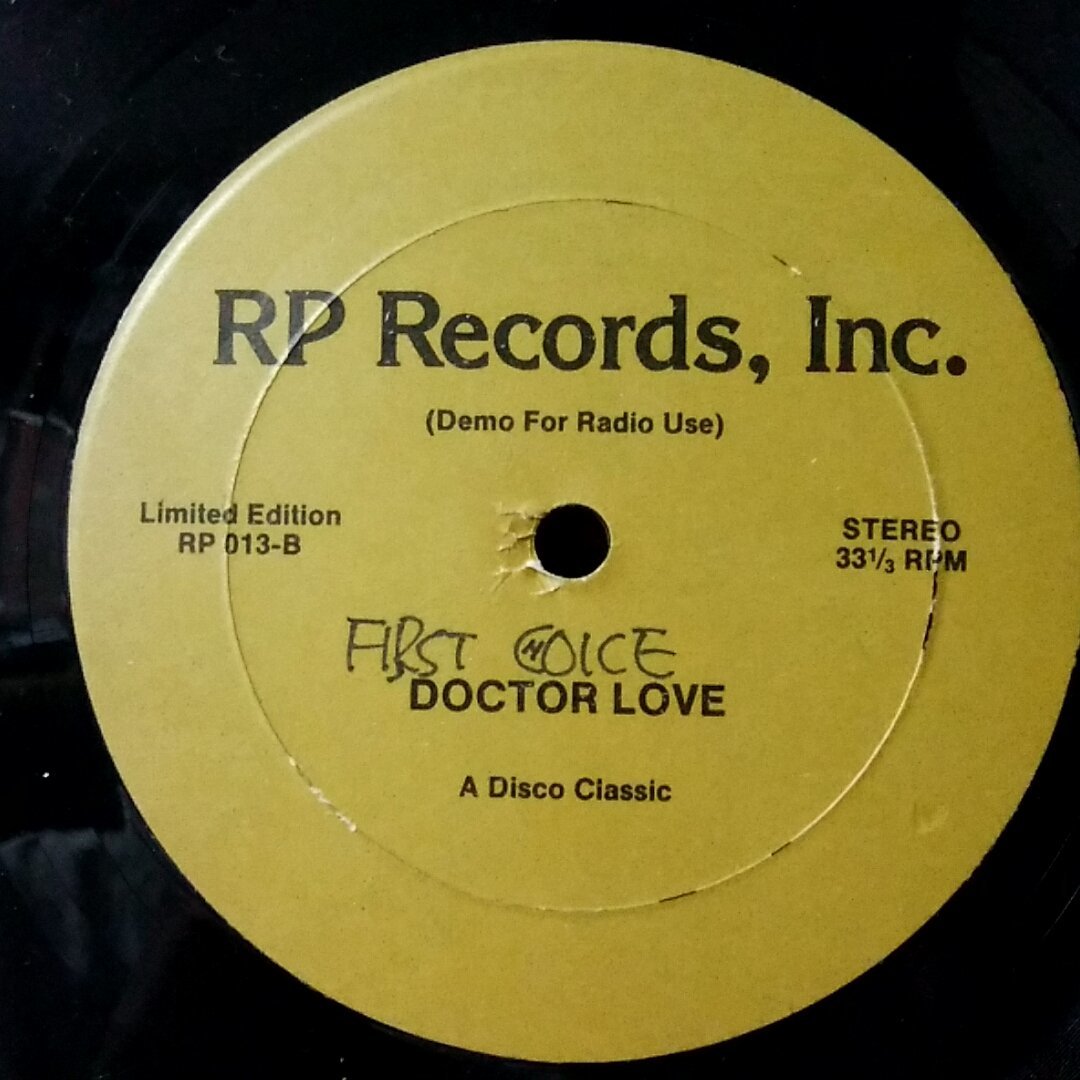 RP Records, Inc.
(Demo For Radio Use)
Limited Edition
RP 013-B
STEREO
33⅓ RPM
FIRST CHOICE
DOCTOR LOVE
A Disco Classic